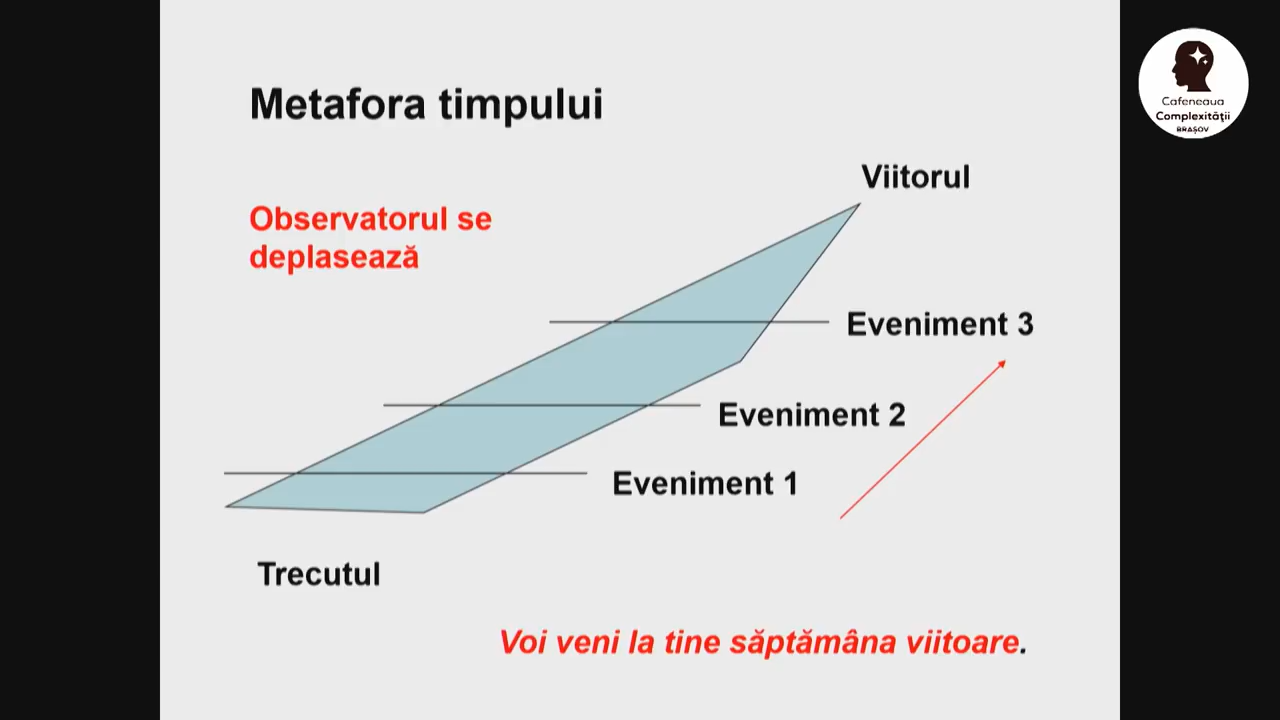 Metafora timpului
Cafeneaua
Complexității
BRAȘOV
Viitorul
Observatorul se
deplasează
Eveniment 3
Eveniment 2
Eveniment 1
Trecutul
Voi veni la tine săptămâna viitoare.